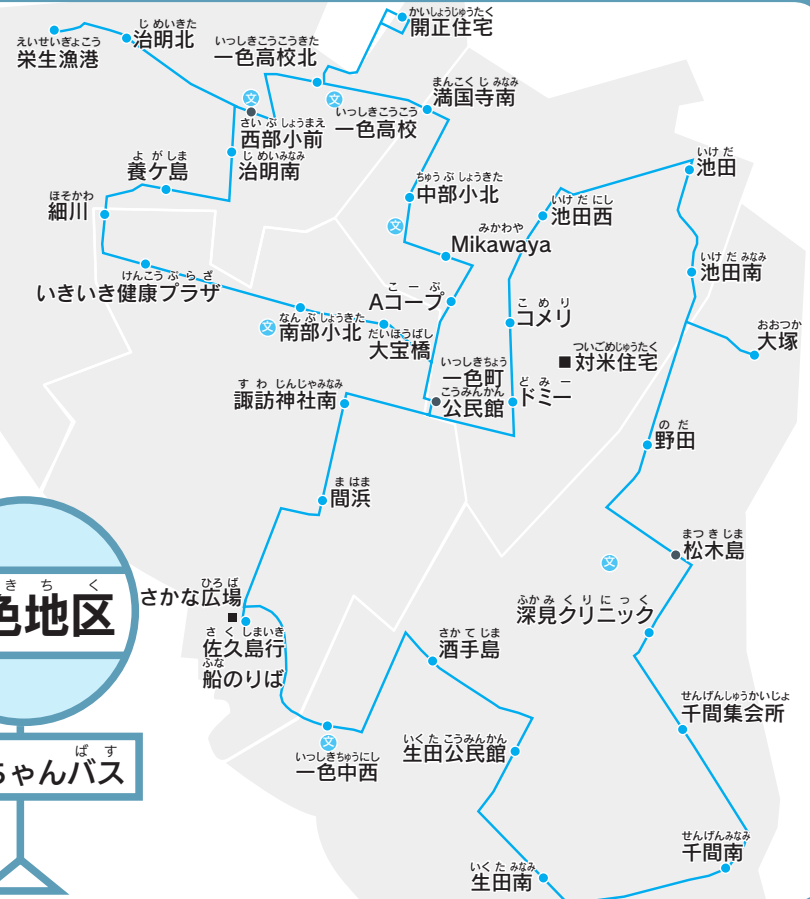 かいしょうじゅうたく
開正住宅
えいせいぎょこう
栄生漁港
じめいきた
治明北
いっしきこうこうきた
一色高校北
まんこくじみなみ
満国寺南
文
文
いっしきこうこう
一色高校
せいぶしょうまえ
西部小前
じめいみなみ
治明南
よがしま
養ケ島
ほそかわ
細川
ちゅうぶしょうきた
中部小北
文
いけだ
池田
いけだにし
池田西
みかわや
Mikawaya
けんこうぷらざ
いきいき健康プラザ
いけだみなみ
池田南
こーぷ
Aコープ
こめり
コメリ
文
なんぶしょうきた
南部小北
だいほうばし
大宝橋
おおつか
大塚
ついごめじゅうたく
対米住宅
いっしきちょう
一色町
こうみんかん
公民館
どみー
ドミー
すわじんじゃみなみ
諏訪神社南
のだ
野田
まはま
間浜
まつきじま
松木島
文
きちく
色地区
ひろば
さかな広場
ふかみくりにっく
深見クリニック
さくしまいき
佐久島行
ふな
船のりば
さかてじま
酒手島
せんげんしゅうかいじょ
千間集会所
いくたこうみんかん
生田公民館
文
いっしきちゅうにし
一色中西
ばす
ちゃんバス
せんげんみなみ
千間南
いくたみなみ
生田南